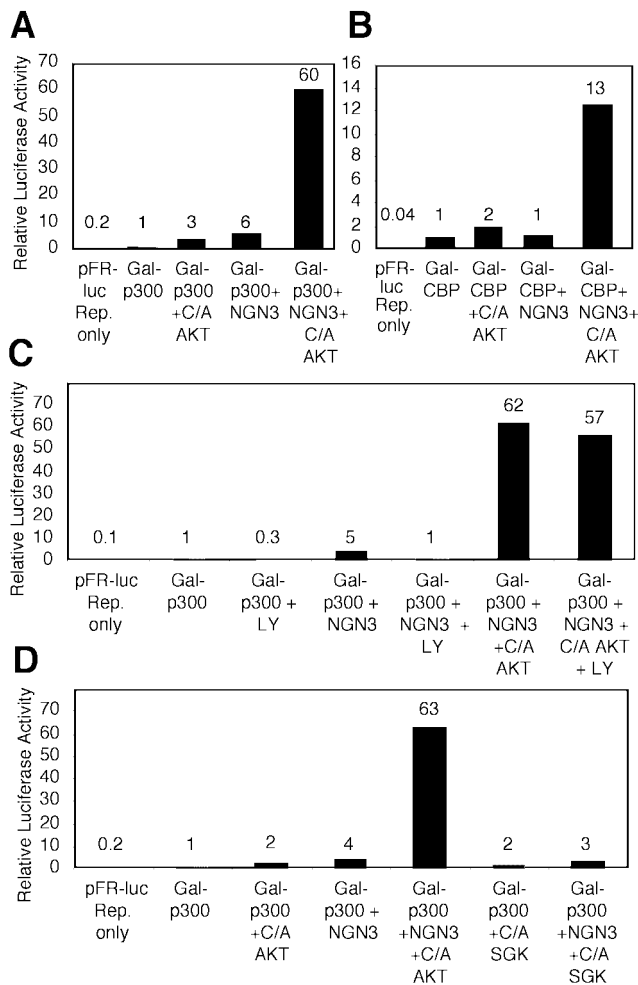 A
Relative Luciferase Activity
70
60
50
40
30
20
10
0
0.2
1
3
6
60
pFR-
luc
Rep.
only
Gal-
p300
Gal-
p300
+C/A
AKT
Gal-
p300+
NGN3
Gal-
p300+
NGN3+
C/A
AKT
B
16
14
12
10
8
6
4
2
0
0.04
1
2
1
13
pFR-
luc
Rep.
only
Gal-
CBP
Gal-
CBP
+C/A
AKT
Gal-
CBP+
NGN3
Gal-
CBP+
NGN3+
C/A
AKT
C
Relative Luciferase Activity
70
60
50
40
30
20
10
0
0.1
1
0.3
5
1
62
57
pFR-luc
Rep.
only
Gal-
p300
Gal-
p300 +
LY
Gal-
p300 +
NGN3
Gal-
p300 +
NGN3 +
LY
Gal-
p300 +
NGN3
+C/A
AKT
Gal-
p300 +
NGN3 +
C/A AKT
+ LY
D
Relative Luciferase Activity
70
60
50
40
30
20
10
0
0.2
1
2
4
63
2
3
pFR-luc
Rep.
only
Gal-
p300
Gal-
p300
+C/A
AKT
Gal-
p300 +
NGN3
Gal-
p300
+NGN3
+C/A
AKT
Gal-
p300
+C/A
SGK
Gal-
p300
+NGN3
+C/A
SGK